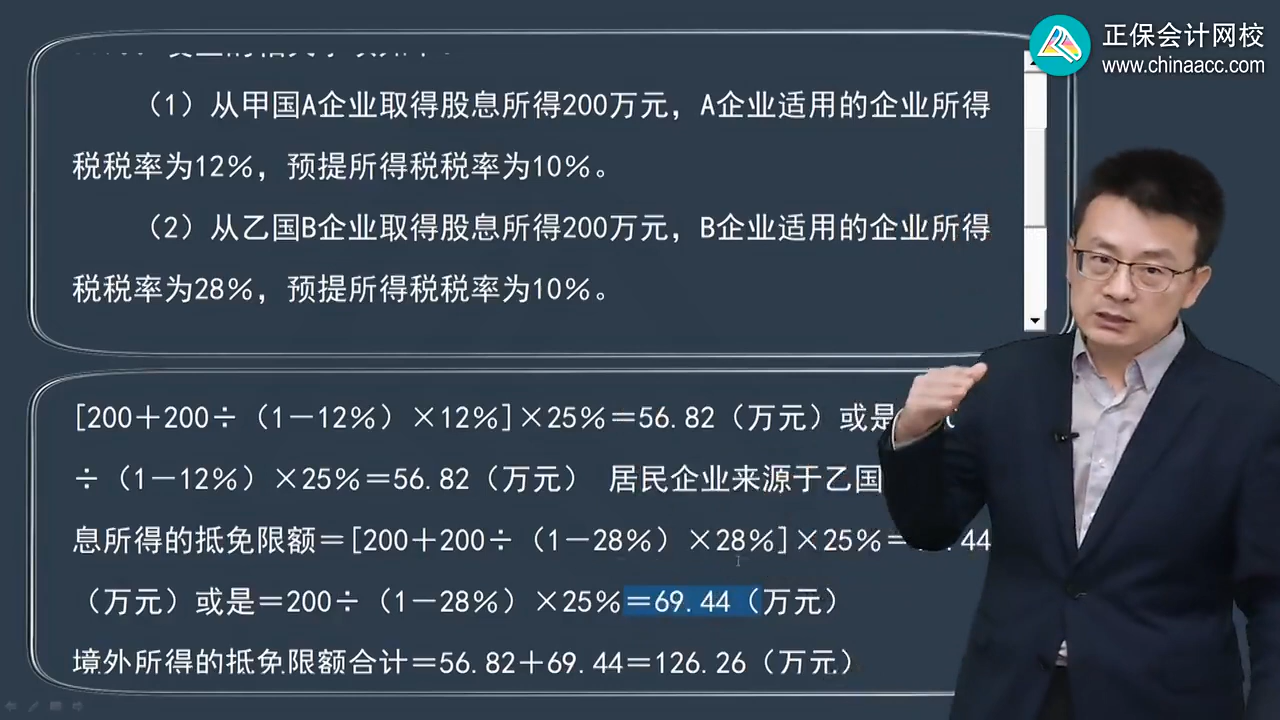 正保会计网校
www.chinaacc.com
（1）从甲国A企业取得股息所得200万元，A企业适用的企业所得
税税率为12%，预提所得税税率为10%。
（2）从乙国B企业取得股息所得200万元，B企业适用的企业所得
税税率为28%，预提所得税税率为10%。
[200＋200÷（1－12%）×12%]×25%＝56.82（万元）或是
÷（1－12%）×25%＝56.82（万元） 居民企业来源于乙国
息所得的抵免限额＝[200＋200÷（1－28%）×28%]×25%＝ 44
（万元）或是＝200÷（1－28%）×25%＝69.44（万元）
境外所得的抵免限额合计＝56.82＋69.44＝126.26（万元）